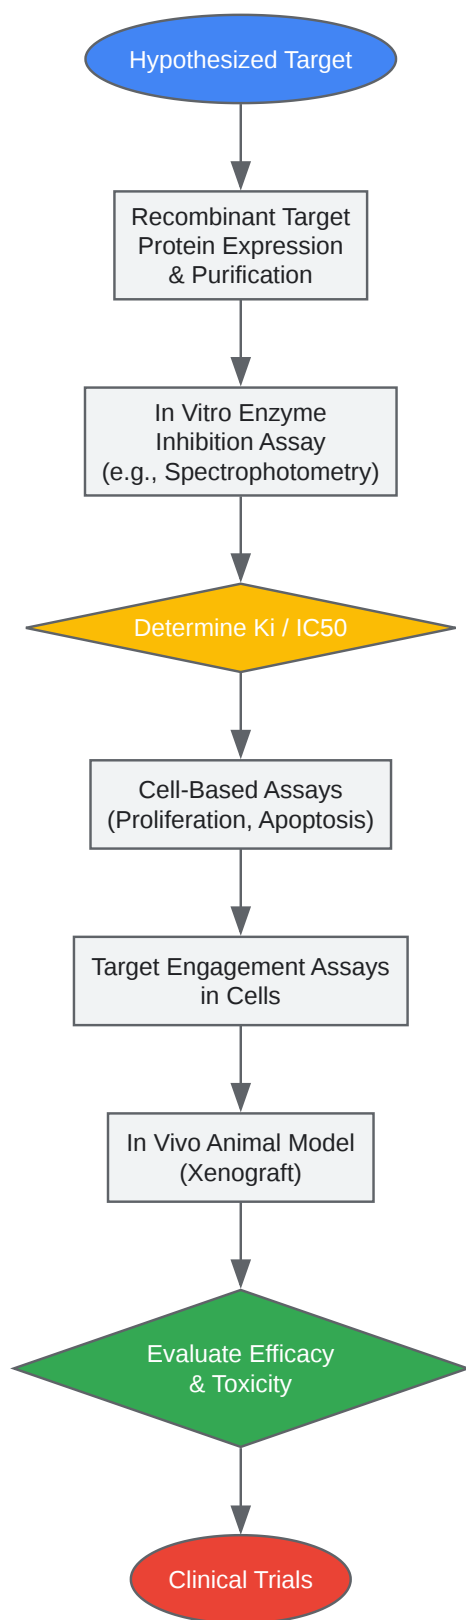 Hypothesized Target
Recombinant Target
Protein Expression
& Purification
In Vitro Enzyme
Inhibition Assay
(e.g., Spectrophotometry)
Determine Ki / IC50
Cell-Based Assays
(Proliferation, Apoptosis)
Target Engagement Assays
in Cells
In Vivo Animal Model
(Xenograft)
Evaluate Efficacy
& Toxicity
Clinical Trials